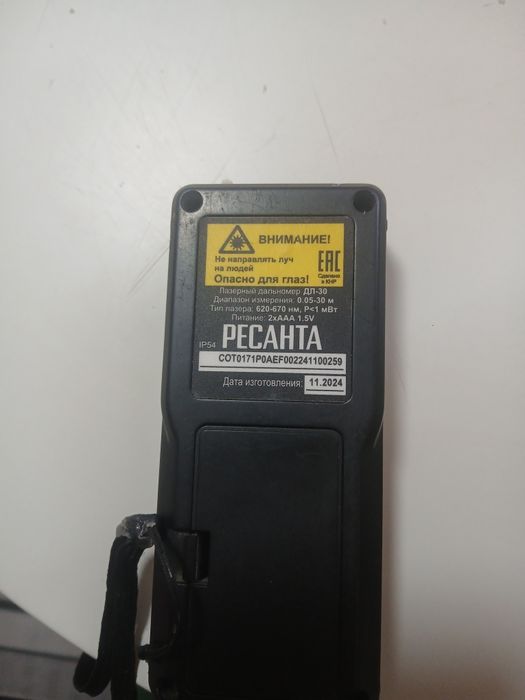 ВНИМАНИЕ!
Не направлять луч
на людей
Опасно для глаз!
EAC
Сделано
в КНР
Лазерный дальномер ДЛ-30
Диапазон измерения: 0.05-30 м
Тип лазера: 620-670 нм, P<1 мВт
Питание: 2xAAA 1,5V
IP54 РЕСАНТА
COT0171P0AEF002241100259
Дата изготовления: 11.2024